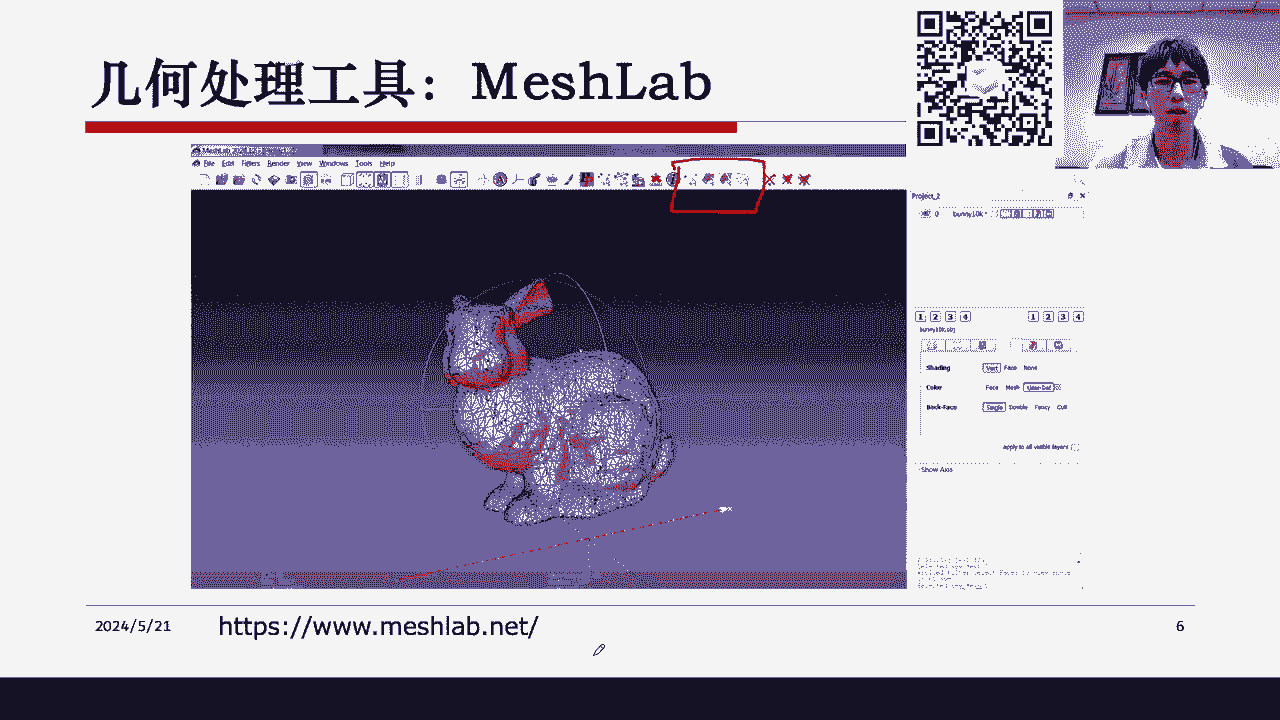 几何处理工具：MeshLab
File Edit Filters Render View Windows Tools Help
Project_2
0 bunny10k *
1 2 3 4 1 2 3 4
bunny10k.obj
Shading Vert Face None
Color Face Mesh User-Def
Back-Face Single Double Fancy Cull
apply to all visible layers
Show Axis
2024/5/21
https://www.meshlab.net/
6